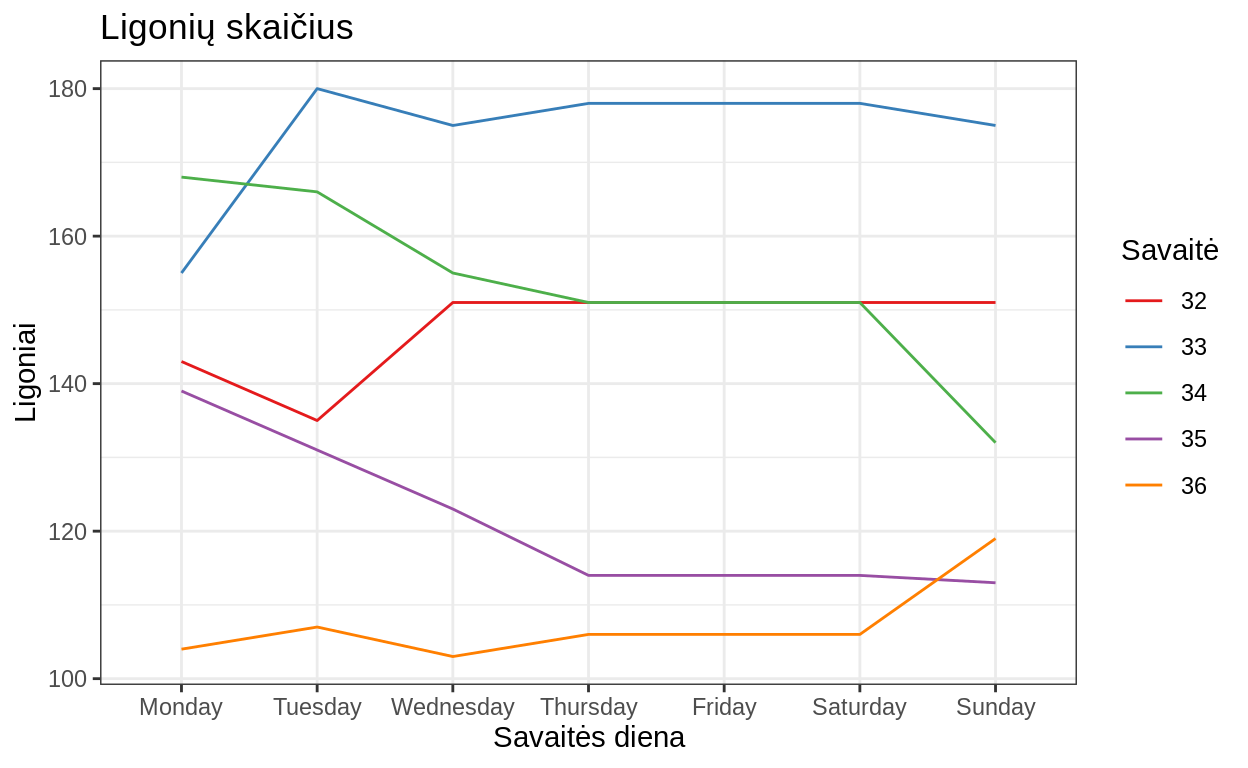 Ligonių skaičius
Ligoniai
180
160
140
120
100
Monday Tuesday Wednesday Thursday Friday Saturday Sunday
Savaitės diena
Savaitė
32
33
34
35
36